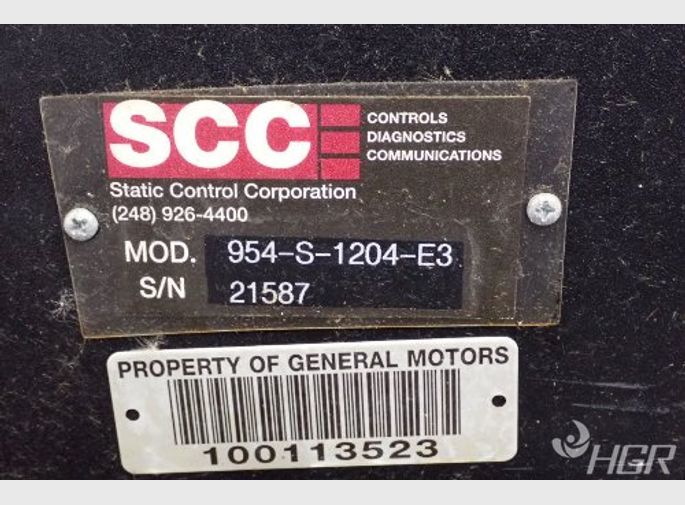 SCC
CONTROLS
DIAGNOSTICS
COMMUNICATIONS
Static Control Corporation
(248) 926-4400
MOD. 954-S-1204-E3
S/N 21587
PROPERTY OF GENERAL MOTORS
100113523
HGR